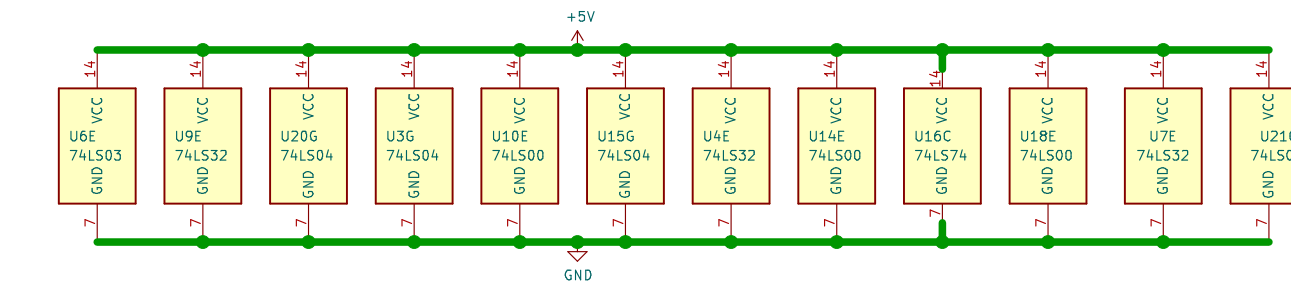 +5V
14 14 14 14 14 14 14 14 14 14 14 14
VCC VCC VCC VCC VCC VCC VCC VCC VCC VCC VCC VCC
U6E U9E U20G U3G U10E U15G U4E U14E U16C U18E U7E
74LS03 74LS32 74LS04 74LS04 74LS00 74LS04 74LS32 74LS00 74LS74 74LS00 74LS32
GND GND GND GND GND GND GND GND GND GND GND GND
7 7 7 7 7 7 7 7 7 7 7 7
GND